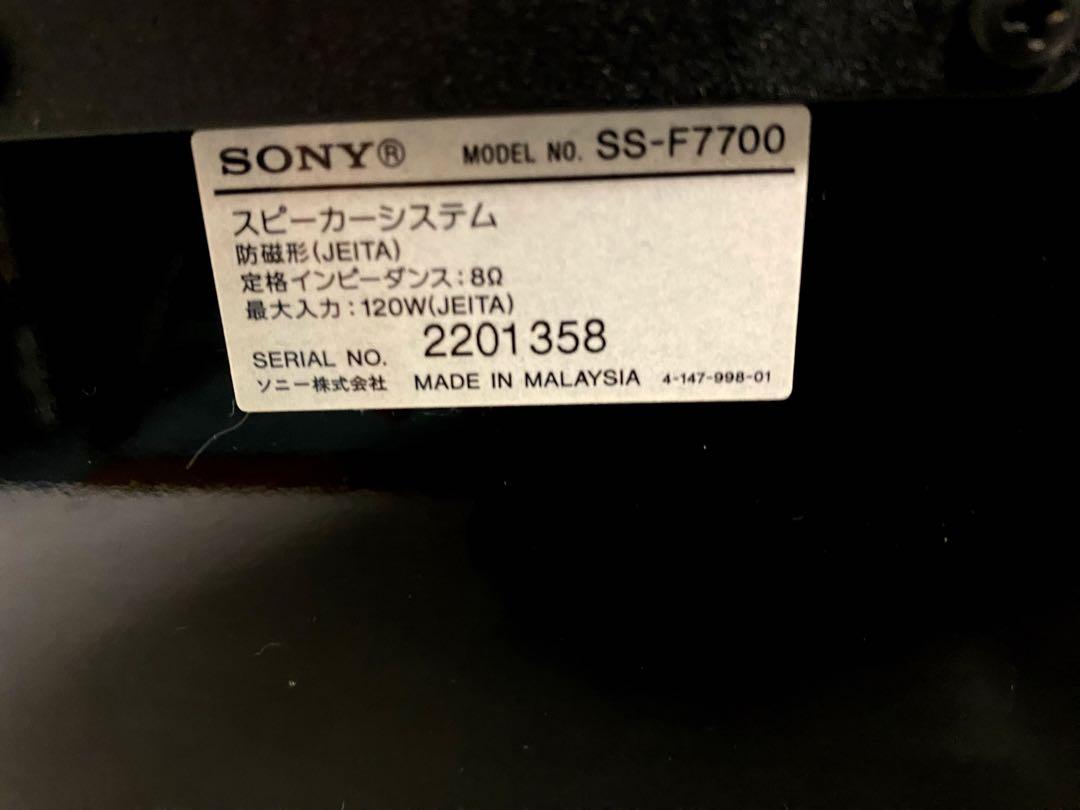 SONY® MODEL NO. SS-F7700
スピーカーシステム
防磁形(JEITA)
定格インピーダンス:8Ω
最大入力:120W(JEITA)
SERIAL NO. 2201358
ソニー株式会社 MADE IN MALAYSIA 4-147-998-01